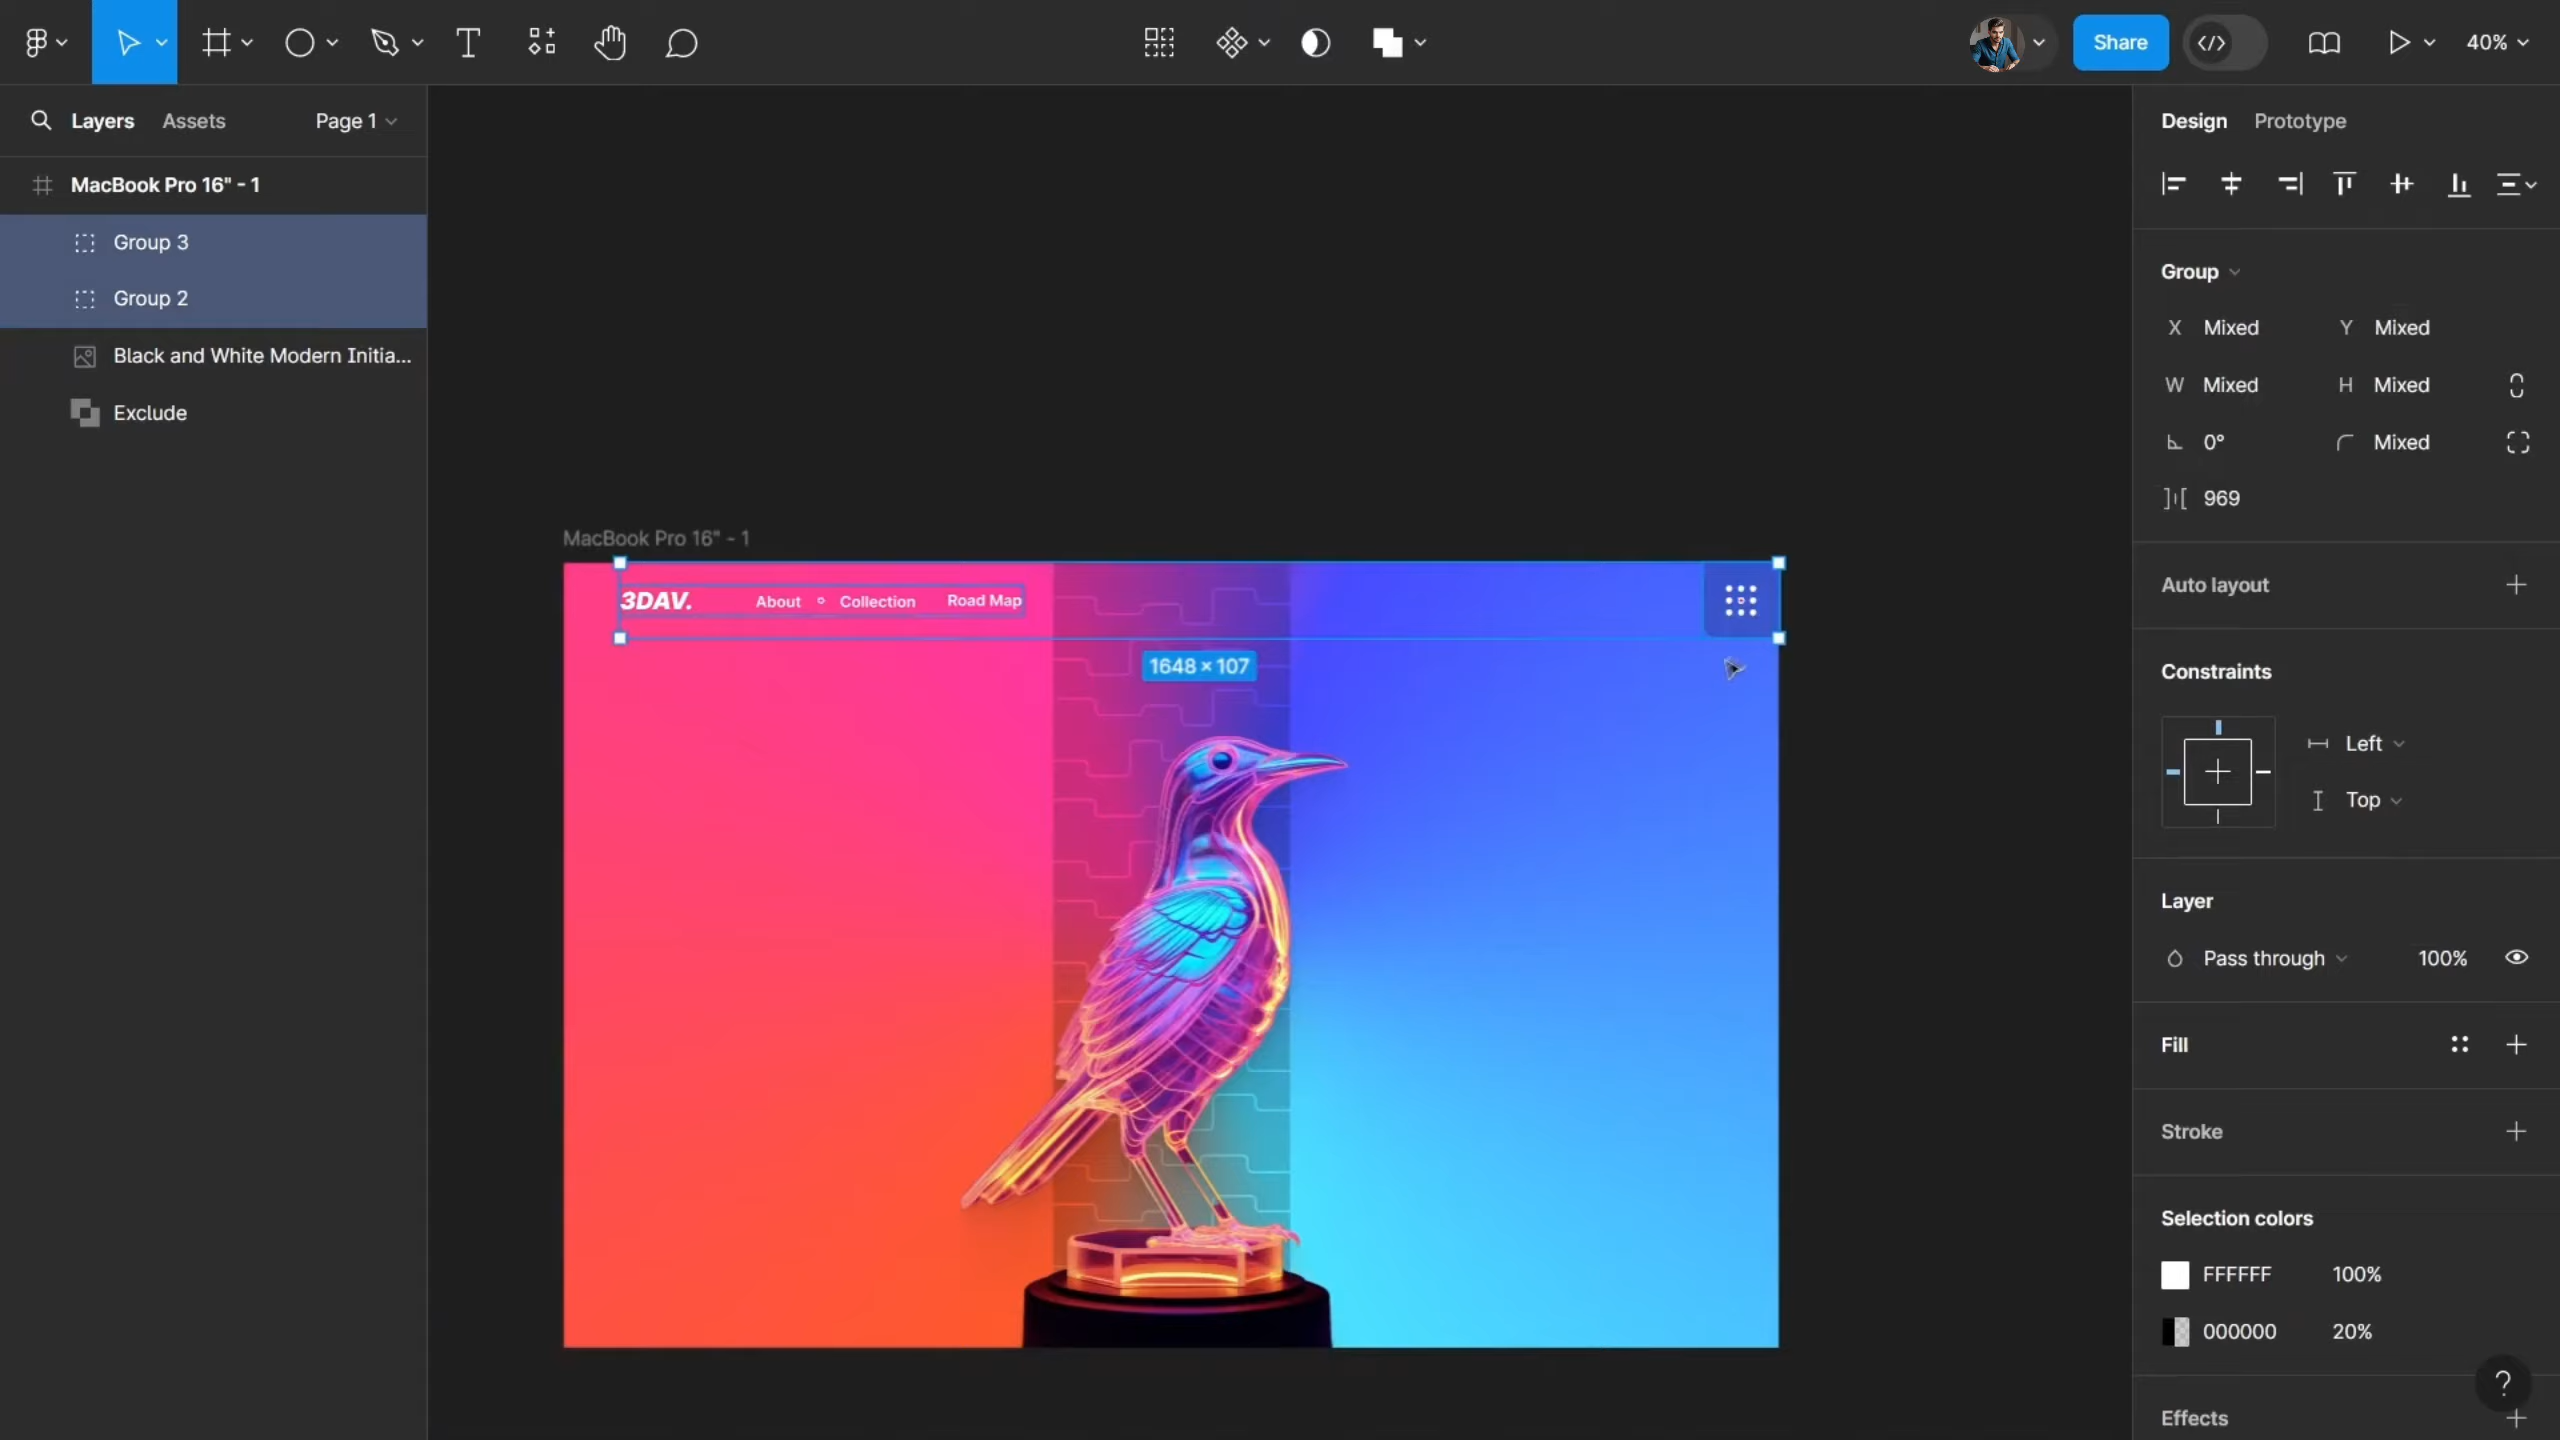 Share
40%
Layers Assets Page 1
MacBook Pro 16" - 1
Group 3
Group 2
Black and White Modern Initia...
Exclude
MacBook Pro 16" - 1
3DAV. About Collection Road Map
1648 × 107
Design Prototype
Group
X Mixed Y Mixed
W Mixed H Mixed
0° Mixed
969
Auto layout
Constraints
Left
Top
Layer
Pass through 100%
Fill
Stroke
Selection colors
FFFFFF 100%
000000 20%
?
Effects